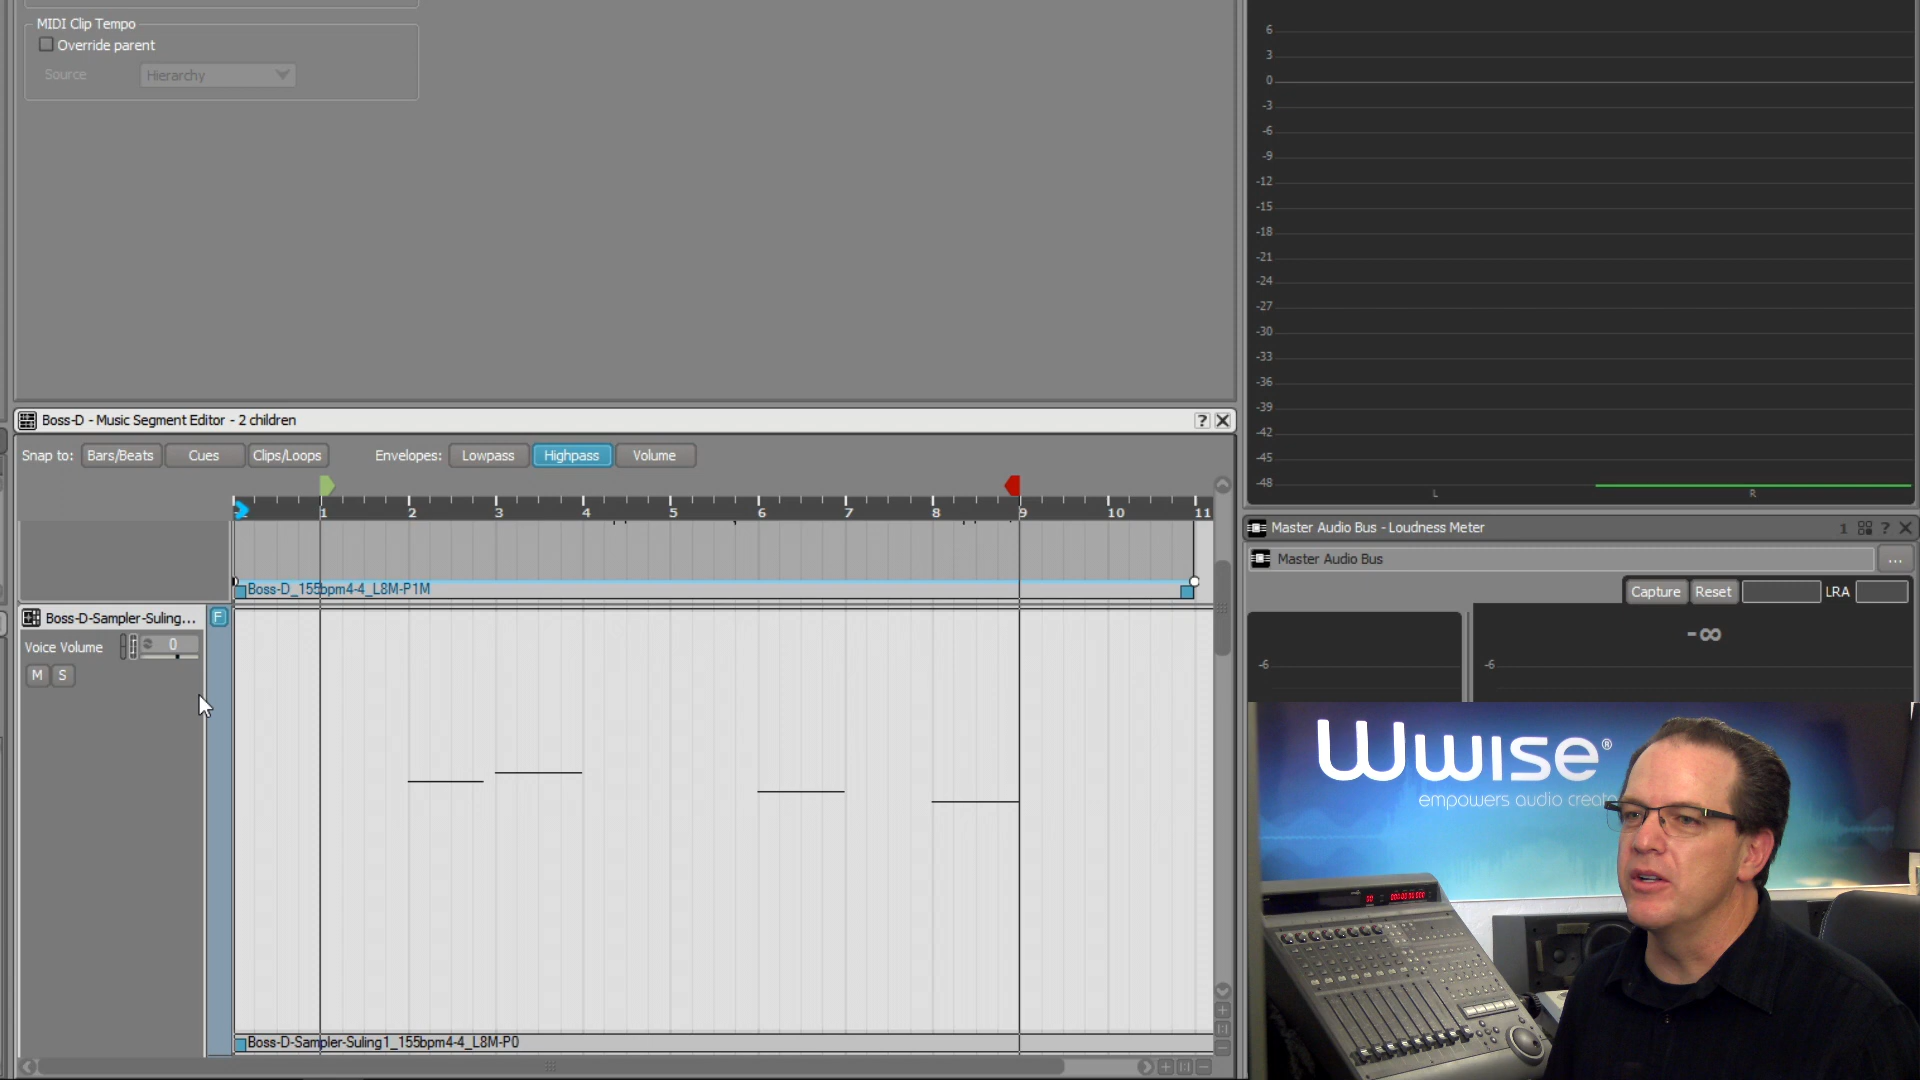 MIDI Clip Tempo
Override parent
Source
Hierarchy
Boss-D - Music Segment Editor - 2 children
?
Snap to:
Bars/Beats
Cues
Clips/Loops
Envelopes:
Lowpass
Highpass
Volume
1 2 3 4 5 6 7 8 9 10 11
Boss-D_155bpm4-4_L8M-P1M
Boss-D-Sampler-Suling...
F
Voice Volume
0
M S
Boss-D-Sampler-Suling1_155bpm4-4_L8M-P0
6
3
0
-3
-6
-9
-12
-15
-18
-21
-24
-27
-30
-33
-36
-39
-42
-45
-48
L R
Master Audio Bus - Loudness Meter
1 ?
Master Audio Bus
...
Capture
Reset
LRA
-∞
-6
-6
Wwise®
empowers audio creat